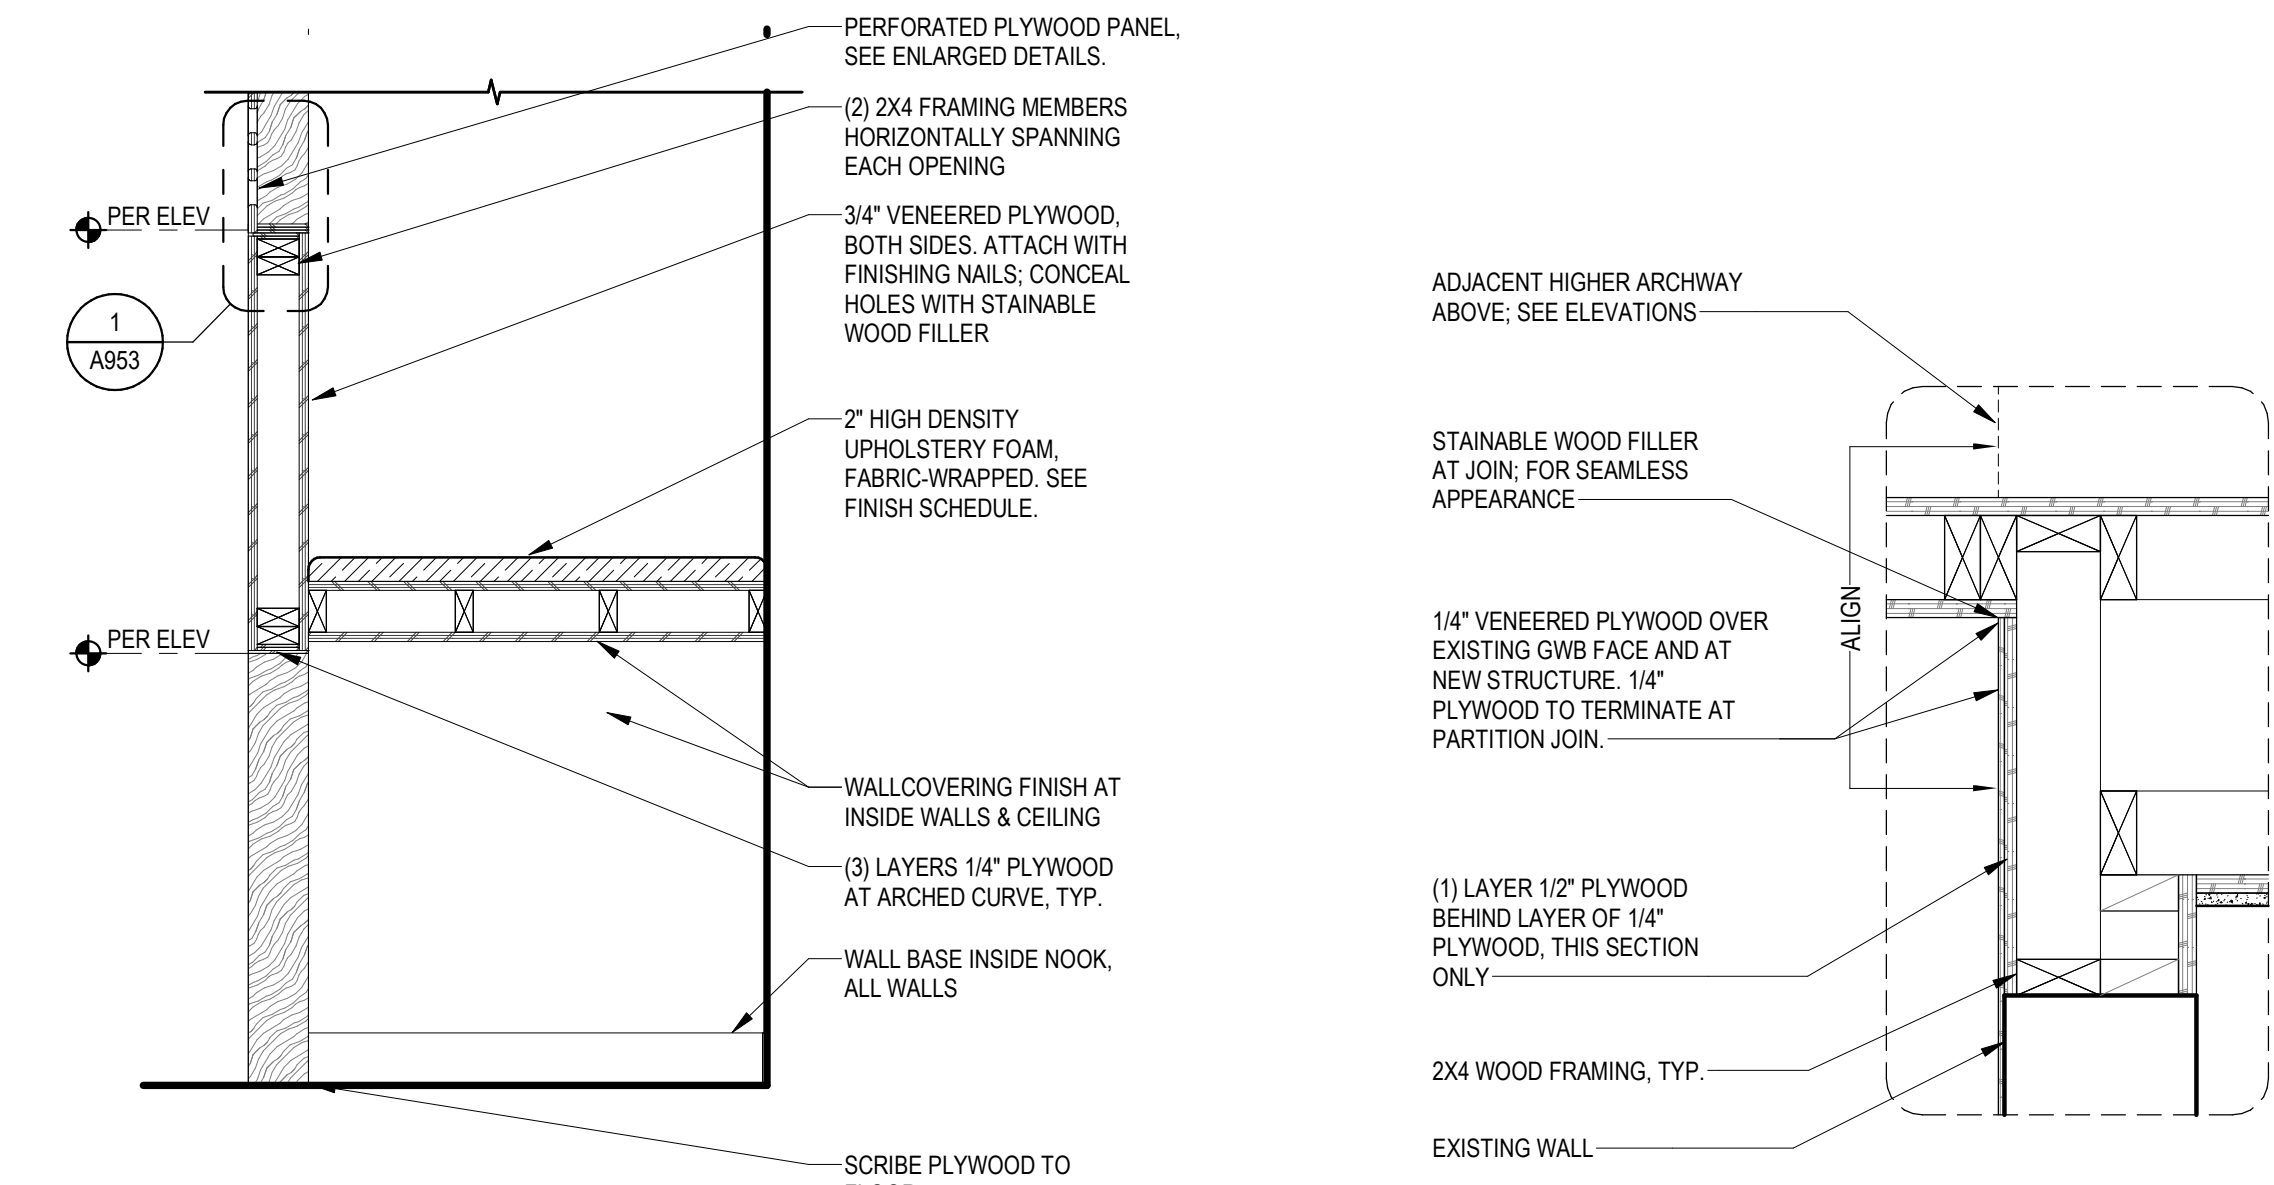 PERFORATED PLYWOOD PANEL,
SEE ENLARGED DETAILS.
(2) 2X4 FRAMING MEMBERS
HORIZONTALLY SPANNING
EACH OPENING
PER ELEV
3/4" VENEERED PLYWOOD,
BOTH SIDES. ATTACH WITH
FINISHING NAILS; CONCEAL
HOLES WITH STAINABLE
WOOD FILLER
1
A953
2" HIGH DENSITY
UPHOLSTERY FOAM,
FABRIC-WRAPPED. SEE
FINISH SCHEDULE.
PER ELEV
WALLCOVERING FINISH AT
INSIDE WALLS & CEILING
(3) LAYERS 1/4" PLYWOOD
AT ARCHED CURVE, TYP.
WALL BASE INSIDE NOOK,
ALL WALLS
SCRIBE PLYWOOD TO
ADJACENT HIGHER ARCHWAY
ABOVE; SEE ELEVATIONS
STAINABLE WOOD FILLER
AT JOIN; FOR SEAMLESS
APPEARANCE
ALIGN
1/4" VENEERED PLYWOOD OVER
EXISTING GWB FACE AND AT
NEW STRUCTURE. 1/4"
PLYWOOD TO TERMINATE AT
PARTITION JOIN.
(1) LAYER 1/2" PLYWOOD
BEHIND LAYER OF 1/4"
PLYWOOD, THIS SECTION
ONLY
2X4 WOOD FRAMING, TYP.
EXISTING WALL